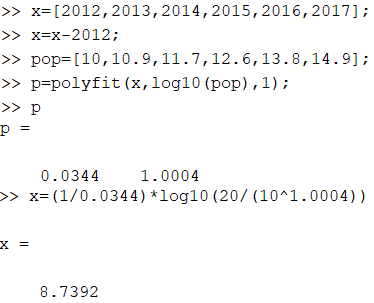 >> x=[2012,2013,2014,2015,2016,2017];
>> x=x-2012;
>> pop=[10,10.9,11.7,12.6,13.8,14.9];
>> p=polyfit(x,log10(pop),1);
>> p
p =
0.0344 1.0004
>> x=(1/0.0344)*log10(20/(10^1.0004))
x =
8.7392